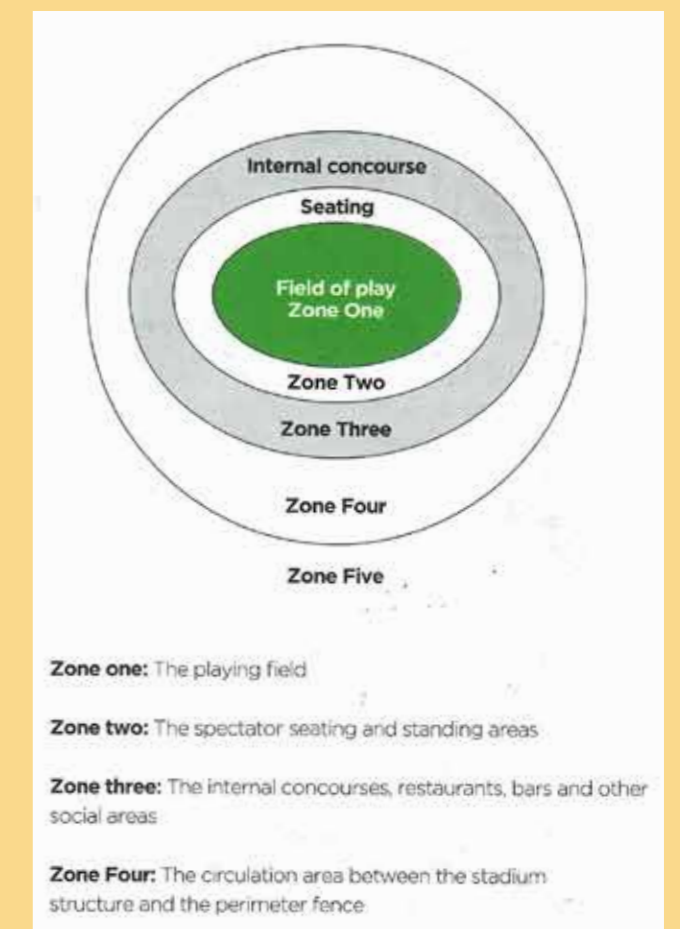 Internal concourse
Seating
Field of play
Zone One
Zone Two
Zone Three
Zone Four
Zone Five
Zone one: The playing field
Zone two: The spectator seating and standing areas
Zone three: The internal concourses, restaurants, bars and other
social areas
Zone Four: The circulation area between the stadium
structure and the perimeter fence